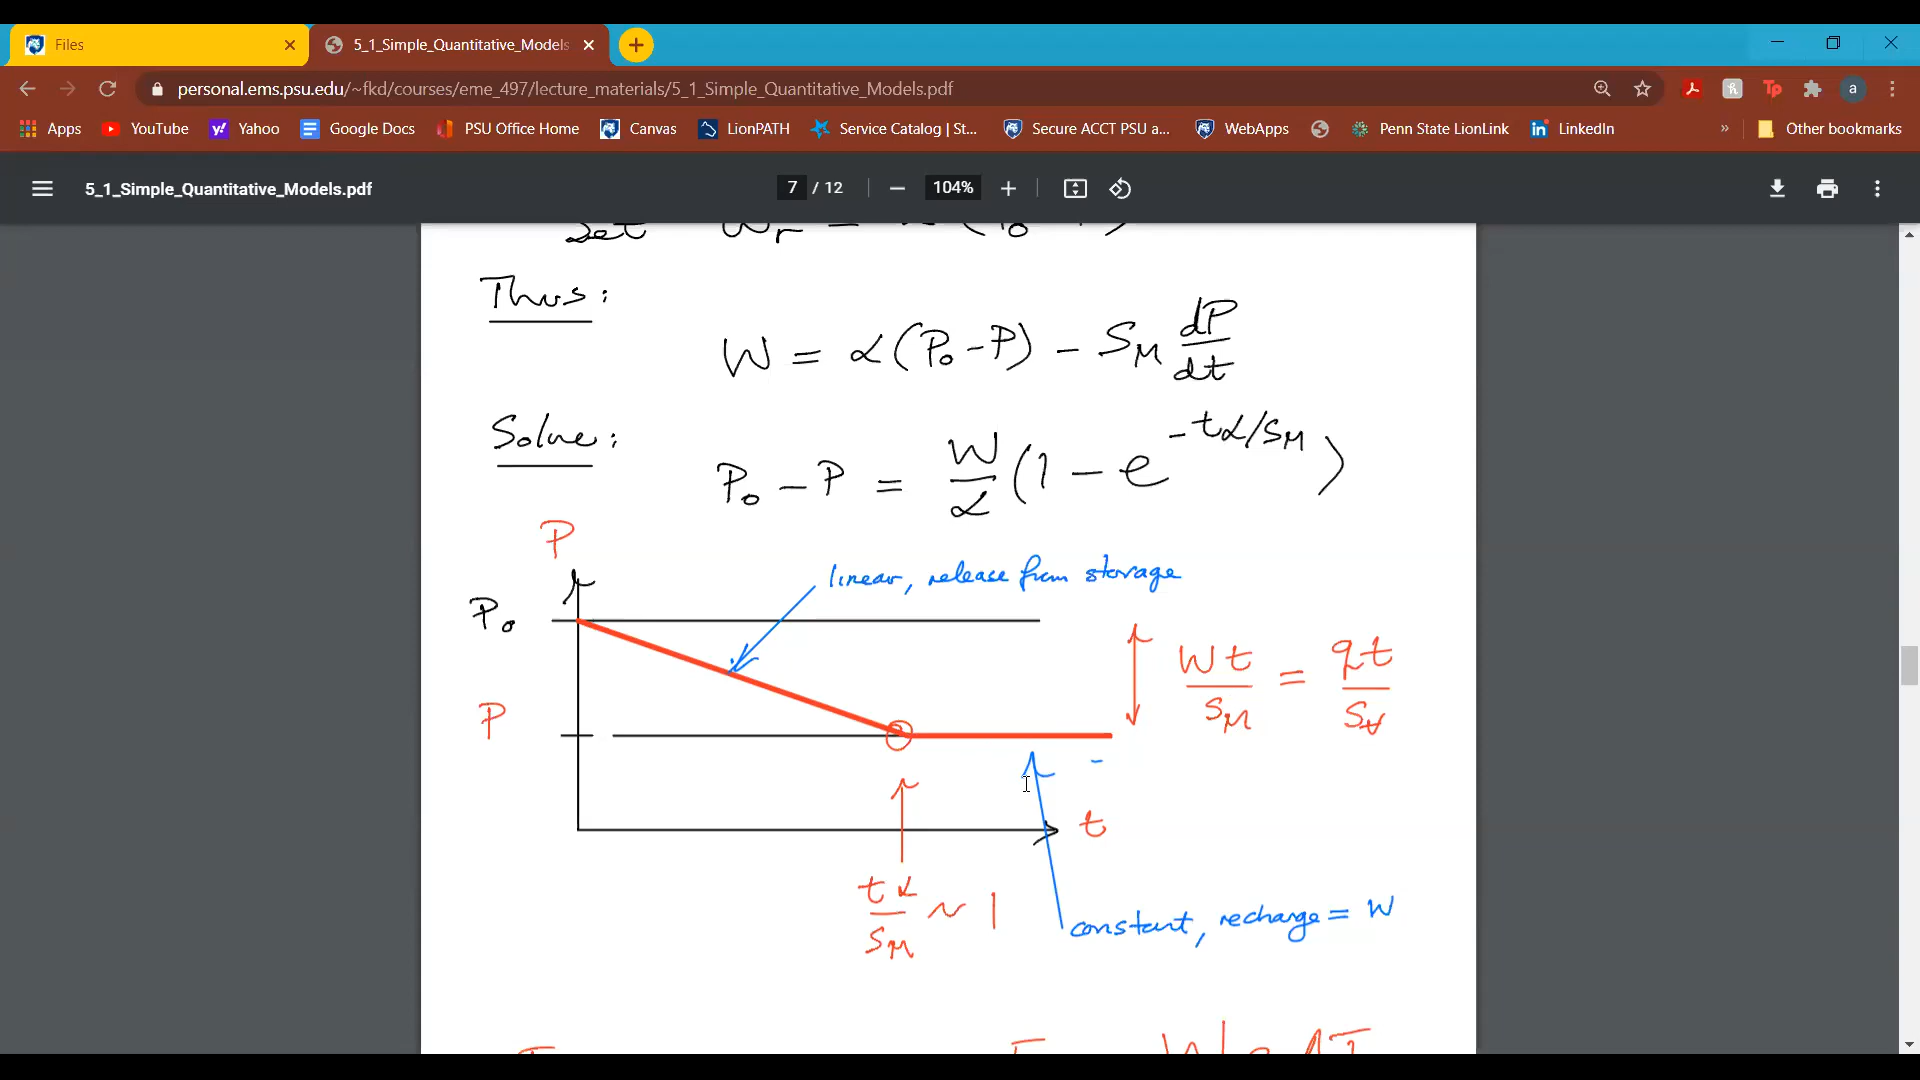 Files
5_1_Simple_Quantitative_Models
personal.ems.psu.edu/~fkd/courses/eme_497/lecture_materials/5_1_Simple_Quantitative_Models.pdf
a
Apps YouTube Yahoo Google Docs PSU Office Home Canvas LionPATH Service Catalog | St... Secure ACCT PSU a... WebApps Penn State LionLink LinkedIn » Other bookmarks
5_1_Simple_Quantitative_Models.pdf 7 / 12 104%
Set
Thus:
W = α(P₀-P) - S_M dP/dt
Solve:
P₀ - P = W/α (1 - e^(-tα/S_M))
P
linear, release from storage
P₀
Wt/S_M = qt/S_V
P
t
tα/S_M ~ 1
constant, recharge = W